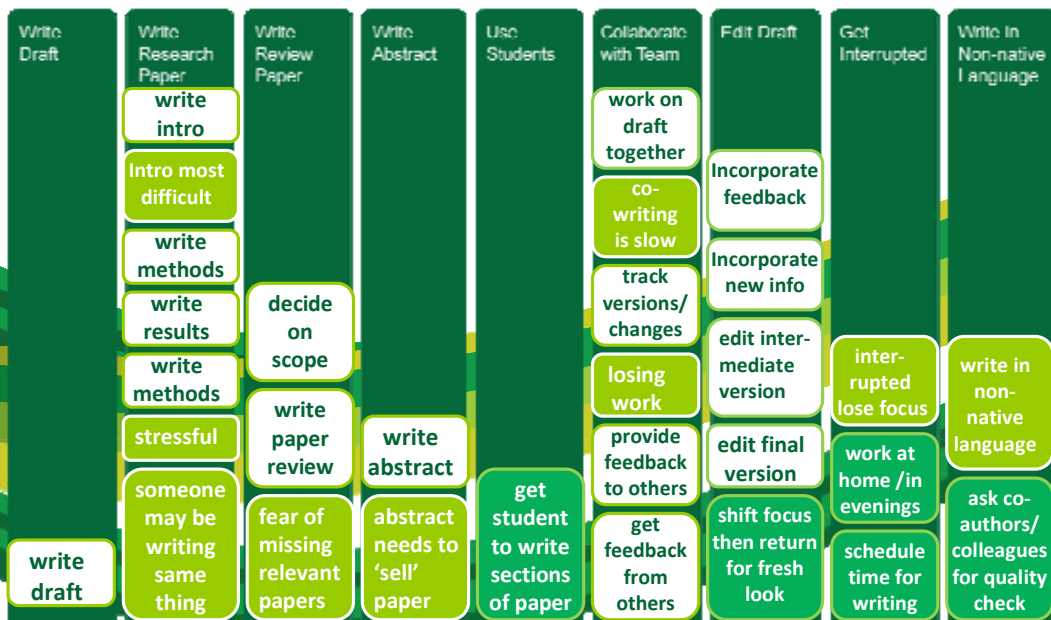 Write
Draft
write
draft
Write
Research
Paper
write
intro
Intro most
difficult
write
methods
write
results
write
methods
stressful
someone
may be
writing
same
thing
Write
Review
Paper
decide
on
scope
write
paper
review
fear of
missing
relevant
papers
Write
Abstract
write
abstract
abstract
needs to
‘sell’
paper
Use
Students
get
student
to write
sections
of paper
Collaborate
with Team
work on
draft
together
co-
writing
is slow
track
versions/
changes
losing
work
provide
feedback
to others
get
feedback
from
others
Edit Draft
Incorporate
feedback
Incorporate
new info
edit inter-
mediate
version
edit final
version
shift focus
then return
for fresh
look
Get
Interrupted
inter-
rupted
lose focus
work at
home /in
evenings
schedule
time for
writing
Write In
Non-native
Language
write in
non-
native
language
ask co-
authors/
colleagues
for quality
check